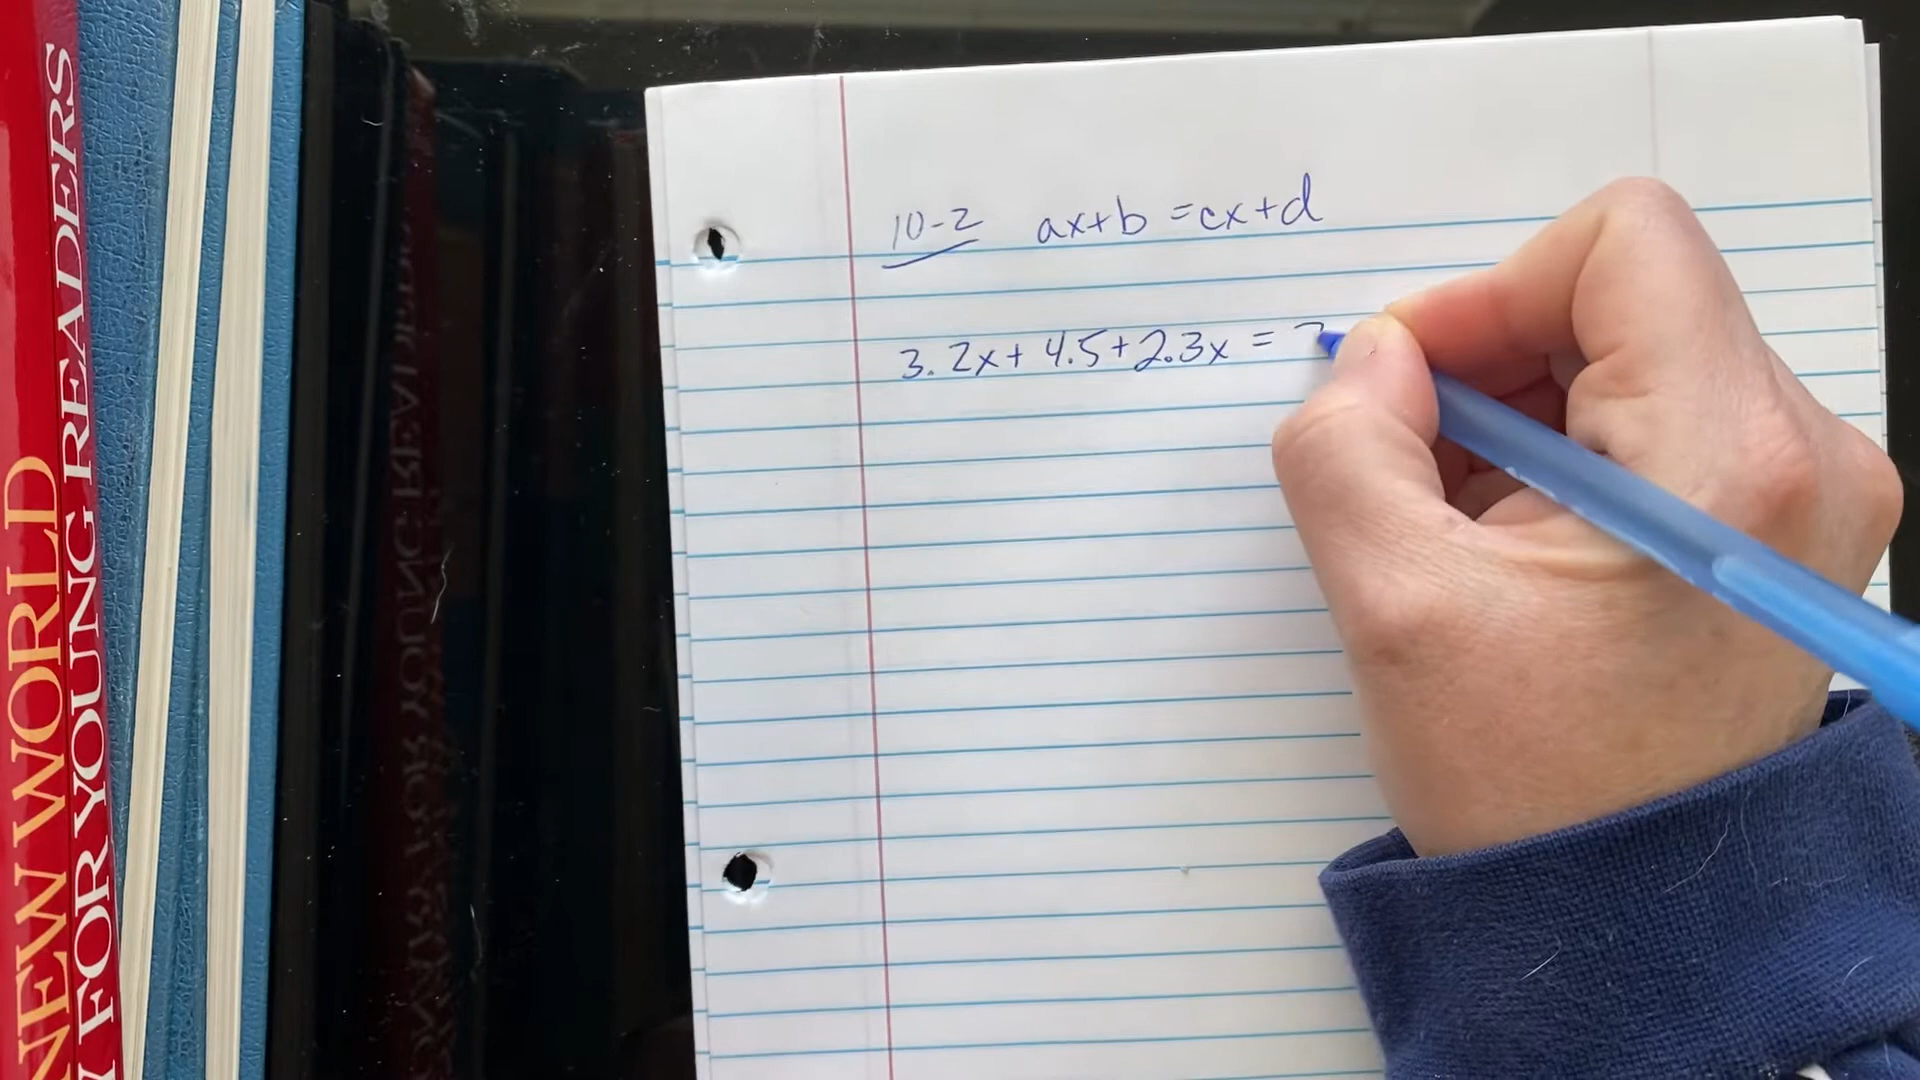 NEW WORLD
FOR YOUNG READERS
10-2 ax+b =cx+d
3.2x+ 4.5+2.3x =